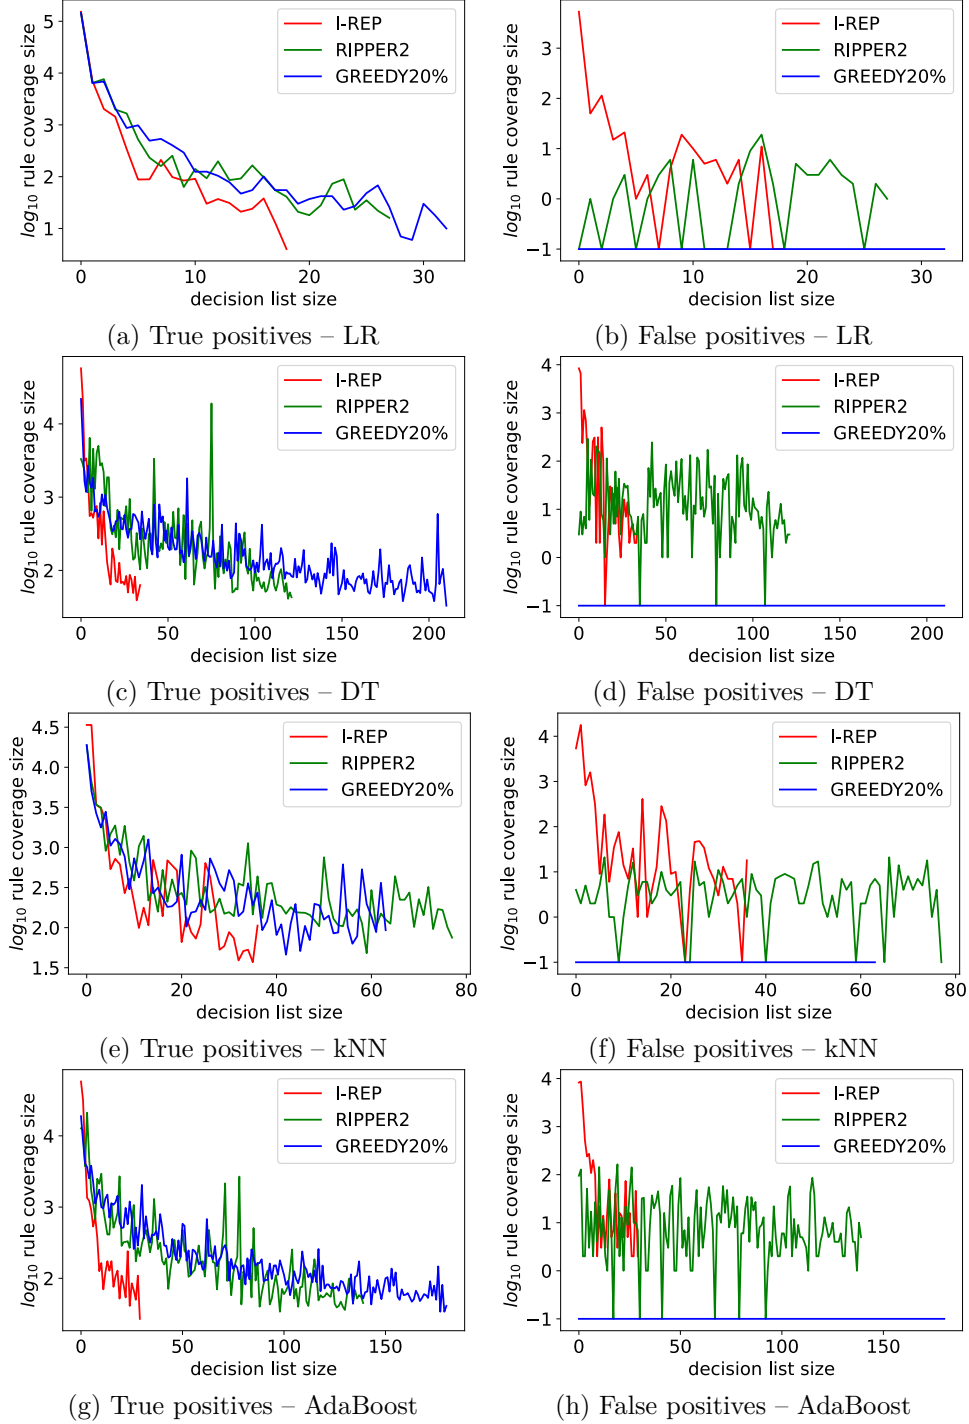 log10 rule coverage size
5
4
3
2
1
I-REP
RIPPER2
GREEDY20%
0
10
20
30
decision list size
(a) True positives – LR
log10 rule coverage size
3
2
1
0
−1
I-REP
RIPPER2
GREEDY20%
0
10
20
30
decision list size
(b) False positives – LR
log10 rule coverage size
4
3
2
I-REP
RIPPER2
GREEDY20%
0
50
100
150
200
decision list size
(c) True positives – DT
log10 rule coverage size
4
3
2
1
0
−1
I-REP
RIPPER2
GREEDY20%
0
50
100
150
200
decision list size
(d) False positives – DT
log10 rule coverage size
4.5
4.0
3.5
3.0
2.5
2.0
1.5
I-REP
RIPPER2
GREEDY20%
0
20
40
60
80
decision list size
(e) True positives – kNN
log10 rule coverage size
4
3
2
1
0
−1
I-REP
RIPPER2
GREEDY20%
0
20
40
60
80
decision list size
(f) False positives – kNN
log10 rule coverage size
4
3
2
I-REP
RIPPER2
GREEDY20%
0
50
100
150
decision list size
(g) True positives – AdaBoost
log10 rule coverage size
4
3
2
1
0
−1
I-REP
RIPPER2
GREEDY20%
0
50
100
150
decision list size
(h) False positives – AdaBoost